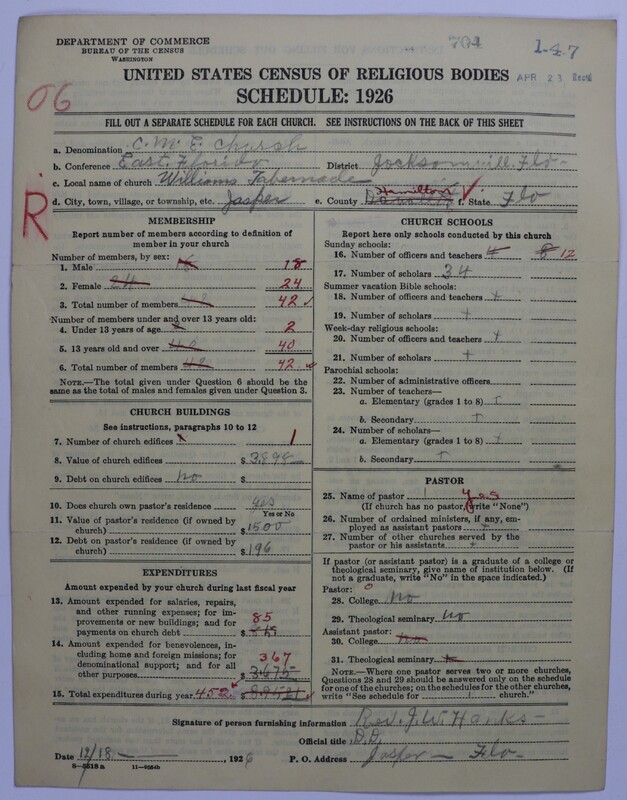 DEPARTMENT OF COMMERCE
BUREAU OF THE CENSUS
WASHINGTON
704
1-47
UNITED STATES CENSUS OF RELIGIOUS BODIES
APR 23 Recd
SCHEDULE: 1926
06
FILL OUT A SEPARATE SCHEDULE FOR EACH CHURCH. SEE INSTRUCTIONS ON THE BACK OF THIS SHEET
a. Denomination C. M. E. Church
b. Conference East Florida District Jacksonvill. Flo-
c. Local name of church Williams Tabernacle
d. City, town, village, or township, etc. Jasper e. County Hamilton f. State Flo
R
MEMBERSHIP
Report number of members according to definition of member in your church
Number of members, by sex:
1. Male 18
2. Female 24 24
3. Total number of members 42
Number of members under and over 13 years old:
4. Under 13 years of age 2
5. 13 years old and over 42 40
6. Total number of members 42 42
NOTE.—The total given under Question 6 should be the same as the total of males and females given under Question 3.
CHURCH BUILDINGS
See instructions, paragraphs 10 to 12
7. Number of church edifices 1 1
8. Value of church edifices $ 3898
9. Debt on church edifices no $
10. Does church own pastor's residence yes
Yes or No
11. Value of pastor's residence (if owned by church) $ 1500
12. Debt on pastor's residence (if owned by church) $ 196
EXPENDITURES
Amount expended by your church during last fiscal year
13. Amount expended for salaries, repairs, and other running expenses; for improvements or new buildings; and for payments on church debt $ 85
14. Amount expended for benevolences, including home and foreign missions; for denominational support; and for all other purposes 367 $ 3675
15. Total expenditures during year 452 $
CHURCH SCHOOLS
Report here only schools conducted by this church
Sunday schools:
16. Number of officers and teachers 4 8 12
17. Number of scholars 34
Summer vacation Bible schools:
18. Number of officers and teachers +
19. Number of scholars +
Week-day religious schools:
20. Number of officers and teachers +
21. Number of scholars +
Parochial schools:
22. Number of administrative officers
23. Number of teachers—
a. Elementary (grades 1 to 8)
b. Secondary +
24. Number of scholars—
a. Elementary (grades 1 to 8) +
b. Secondary +
PASTOR
25. Name of pastor 1 yes
(If church has no pastor, write "None")
26. Number of ordained ministers, if any, employed as assistant pastors +
27. Number of other churches served by the pastor or his assistants +
If pastor (or assistant pastor) is a graduate of a college or theological seminary, give name of institution below. (If not a graduate, write "No" in the space indicated.)
Pastor: 0
28. College No
29. Theological seminary no
Assistant pastor:
30. College no
31. Theological seminary
NOTE.—Where one pastor serves two or more churches, Questions 28 and 29 should be answered only on the schedule for one of the churches; on the schedules for the other churches, write "See schedule for church."
Signature of person furnishing information Rev. J. W. Hanks-
Official title D.D.
Date 12/18 , 1926 P. O. Address Jasper - Flo-
8-5518 a 11-9264b